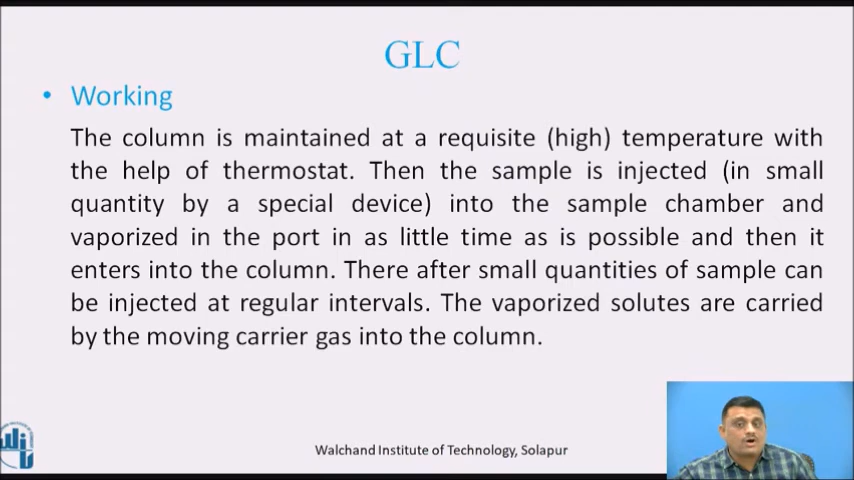 GLC
• Working
The column is maintained at a requisite (high) temperature with
the help of thermostat. Then the sample is injected (in small
quantity by a special device) into the sample chamber and
vaporized in the port in as little time as is possible and then it
enters into the column. There after small quantities of sample can
be injected at regular intervals. The vaporized solutes are carried
by the moving carrier gas into the column.
Walchand Institute of Technology, Solapur